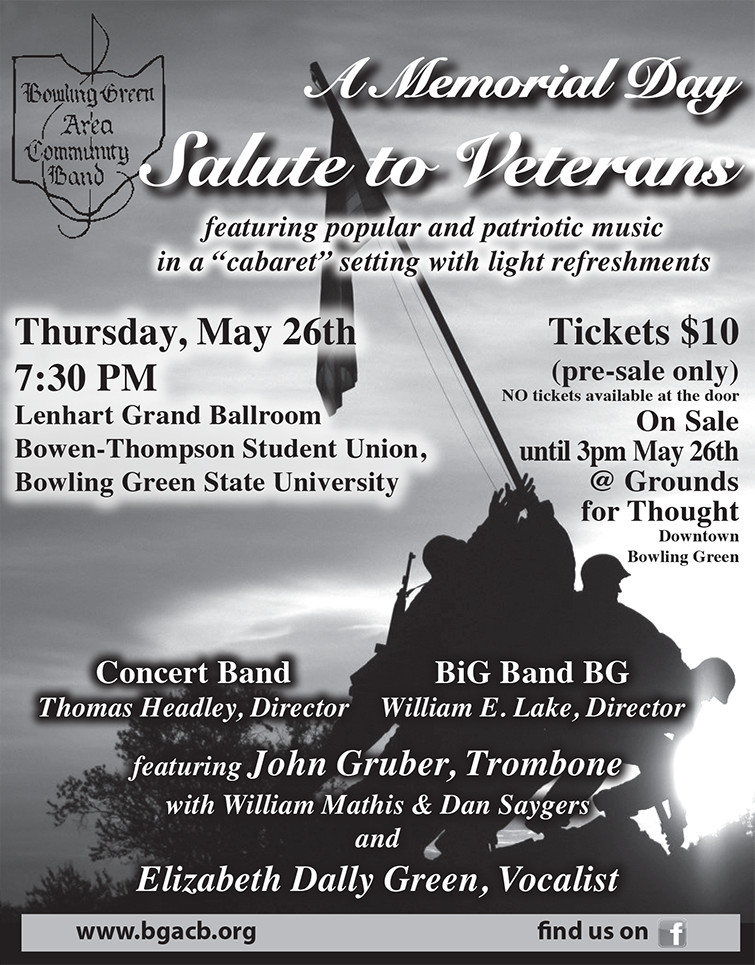 Bowling Green
Area
Community
Band
A Memorial Day
Salute to Veterans
featuring popular and patriotic music
in a “cabaret” setting with light refreshments
Thursday, May 26th
7:30 PM
Lenhart Grand Ballroom
Bowen-Thompson Student Union,
Bowling Green State University
Tickets $10
(pre-sale only)
NO tickets available at the door
On Sale
until 3pm May 26th
@ Grounds
for Thought
Downtown
Bowling Green
Concert Band
Thomas Headley, Director
BiG Band BG
William E. Lake, Director
featuring John Gruber, Trombone
with William Mathis & Dan Saygers
and
Elizabeth Dally Green, Vocalist
www.bgacb.org
find us on f